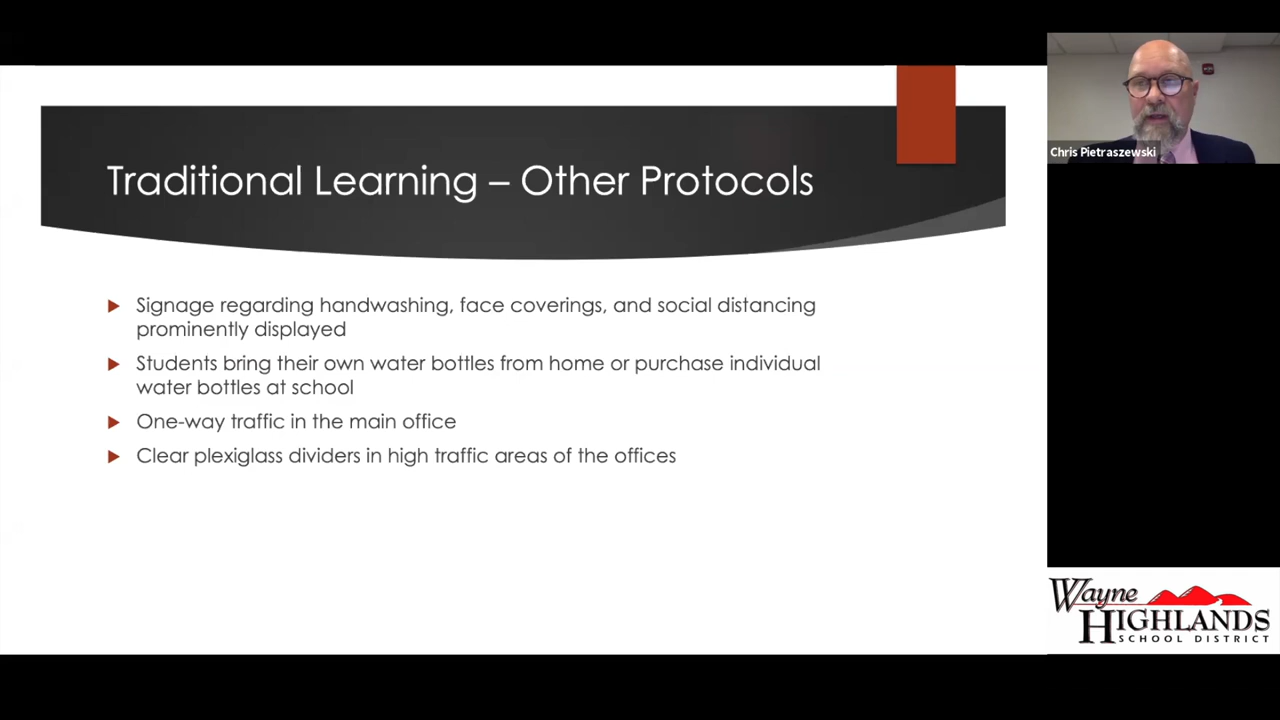 Traditional Learning – Other Protocols
Signage regarding handwashing, face coverings, and social distancing
prominently displayed
Students bring their own water bottles from home or purchase individual
water bottles at school
One-way traffic in the main office
Clear plexiglass dividers in high traffic areas of the offices
Chris Pietraszewski
Wayne
HIGHLANDS
SCHOOL DISTRICT